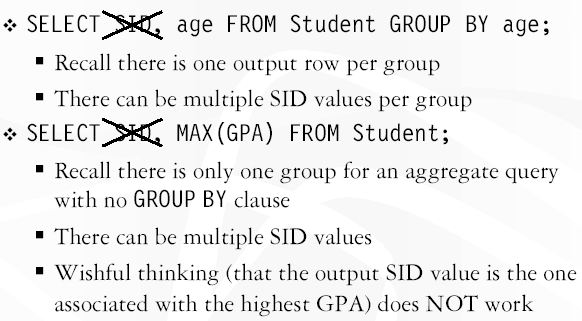 ❖ SELECT SID, age FROM Student GROUP BY age;
▪ Recall there is one output row per group
▪ There can be multiple SID values per group
❖ SELECT SID, MAX(GPA) FROM Student;
▪ Recall there is only one group for an aggregate query
with no GROUP BY clause
▪ There can be multiple SID values
▪ Wishful thinking (that the output SID value is the one
associated with the highest GPA) does NOT work